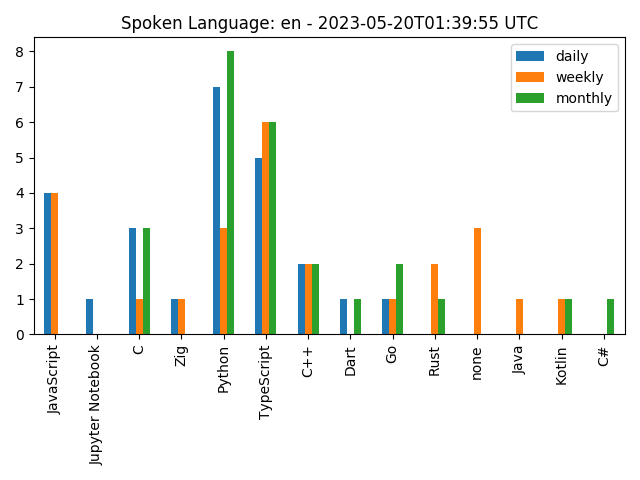 Spoken Language: en - 2023-05-20T01:39:55 UTC
daily
weekly
monthly
8
7
6
5
4
3
2
1
0
JavaScript
Jupyter Notebook
C
Zig
Python
TypeScript
C++
Dart
Go
Rust
none
Java
Kotlin
C#